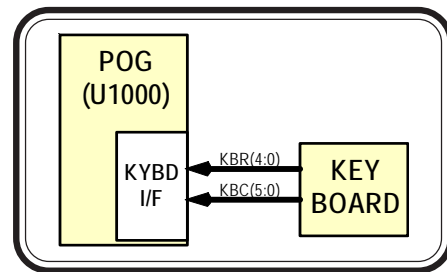 POG
(U1000)
KYBD
I/F
KBR(4:0)
KBC(5:0)
KEY
BOARD